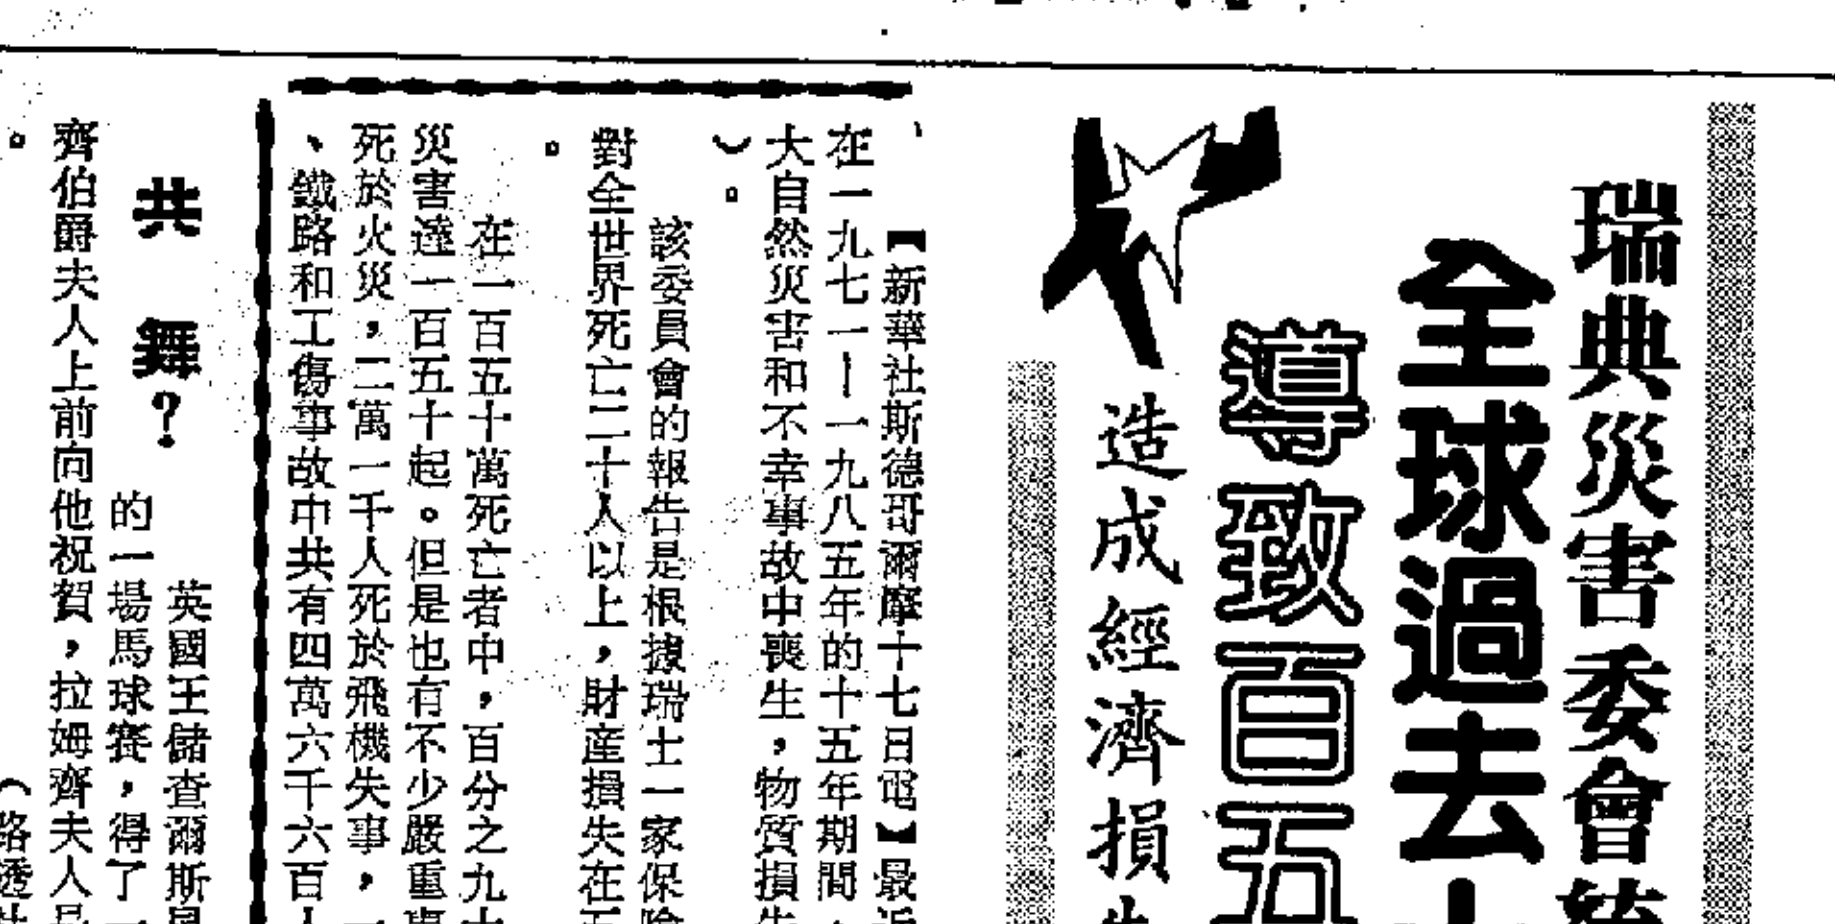 瑞典災害委會統
全球過去
導致百五
造成經濟損失
【新華社斯德哥爾摩十七日電】最近
在一九七一—一九八五年的十五年期間,
大自然災害和不幸事故中喪生,物質損失
)。
該委員會的報告是根據瑞士一家保險
對全世界死亡二十人以上,財産損失在五
。
在一百五十萬死亡者中,百分之九十
災害達一百五十起。但是也有不少嚴重事
死於火災,二萬一千人死於飛機失事,一
、鐵路和工傷事故中共有四萬六千六百人
共舞?
英國王儲查爾斯
的一場馬球賽,得了一
齊伯爵夫人上前向他祝賀,拉姆齊夫人
。
(路透社